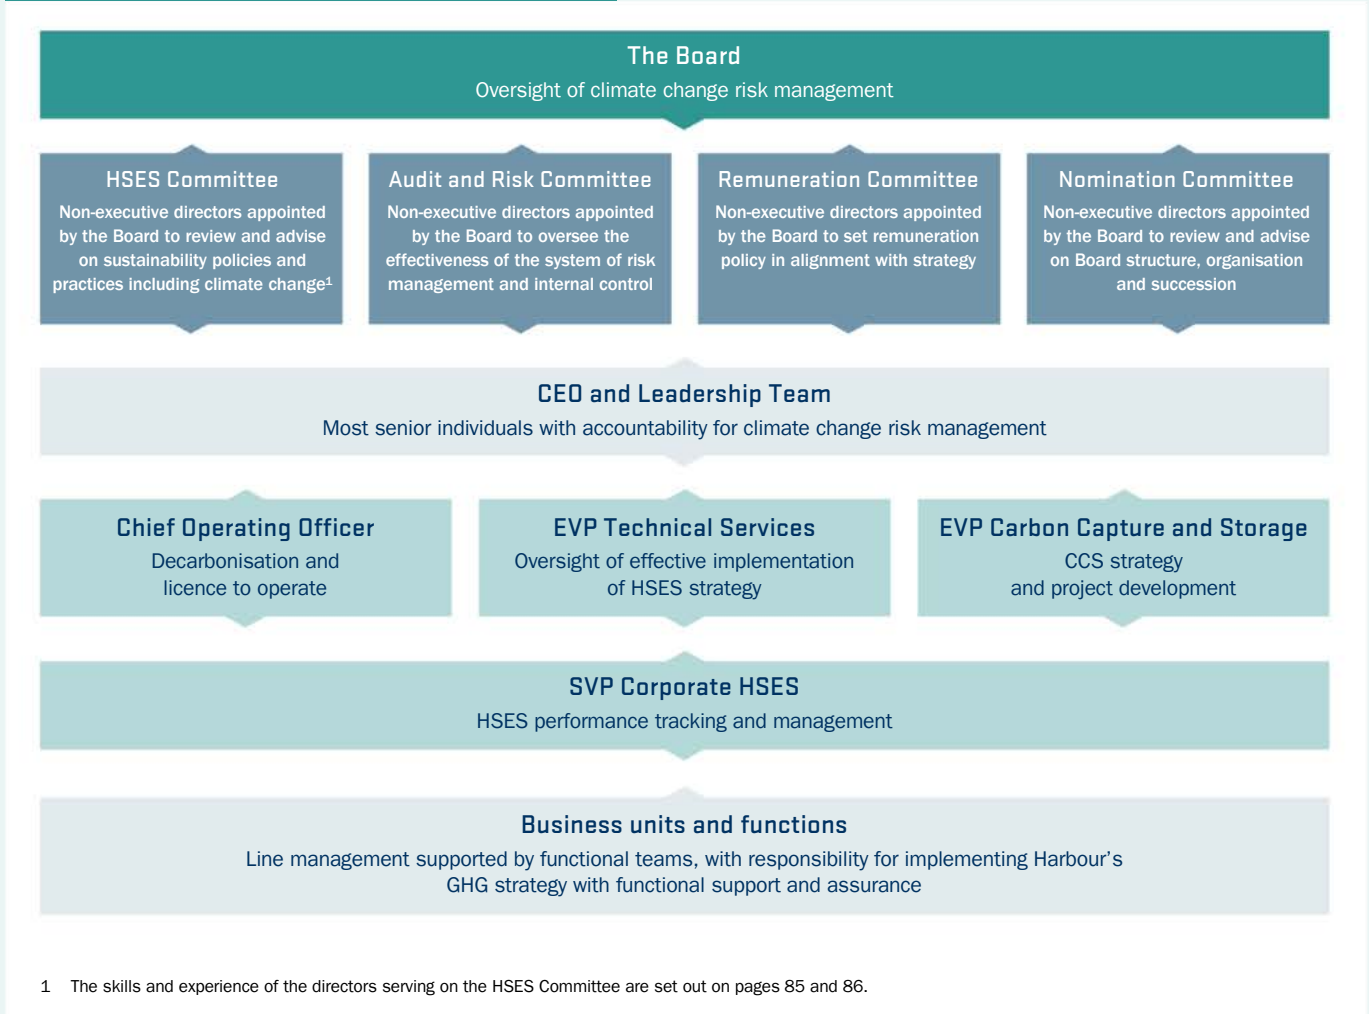 The Board
Oversight of climate change risk management
HSES Committee
Non-executive directors appointed
by the Board to review and advise
on sustainability policies and
practices including climate change¹
Audit and Risk Committee
Non-executive directors appointed
by the Board to oversee the
effectiveness of the system of risk
management and internal control
Remuneration Committee
Non-executive directors appointed
by the Board to set remuneration
policy in alignment with strategy
Nomination Committee
Non-executive directors appointed
by the Board to review and advise
on Board structure, organisation
and succession
CEO and Leadership Team
Most senior individuals with accountability for climate change risk management
Chief Operating Officer
Decarbonisation and
licence to operate
EVP Technical Services
Oversight of effective implementation
of HSES strategy
EVP Carbon Capture and Storage
CCS strategy
and project development
SVP Corporate HSES
HSES performance tracking and management
Business units and functions
Line management supported by functional teams, with responsibility for implementing Harbour’s
GHG strategy with functional support and assurance
1 The skills and experience of the directors serving on the HSES Committee are set out on pages 85 and 86.